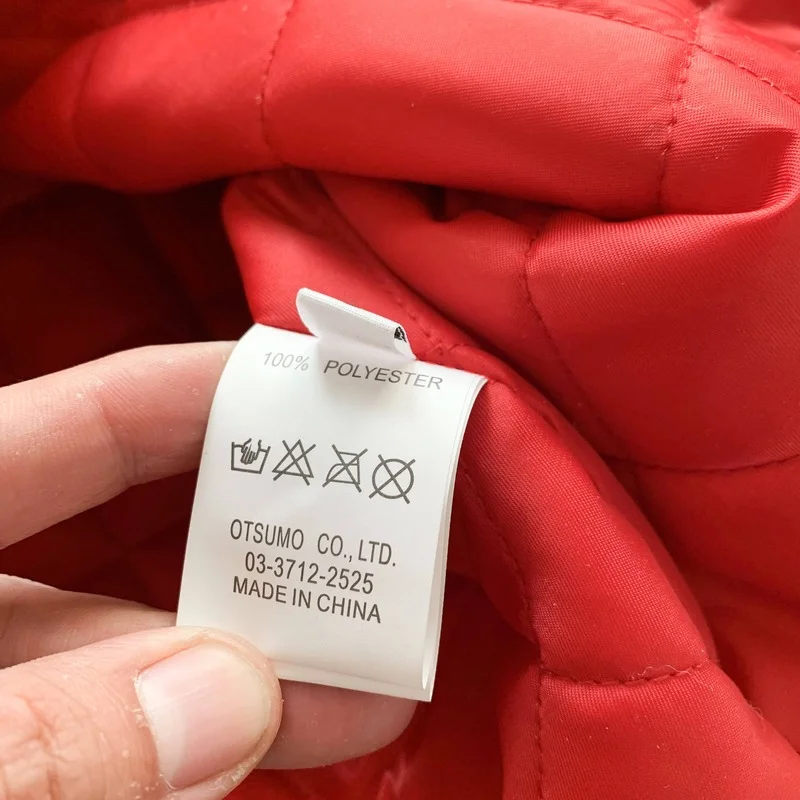 100% POLYESTER
OTSUMO CO.,LTD.
03-3712-2525
MADE IN CHINA